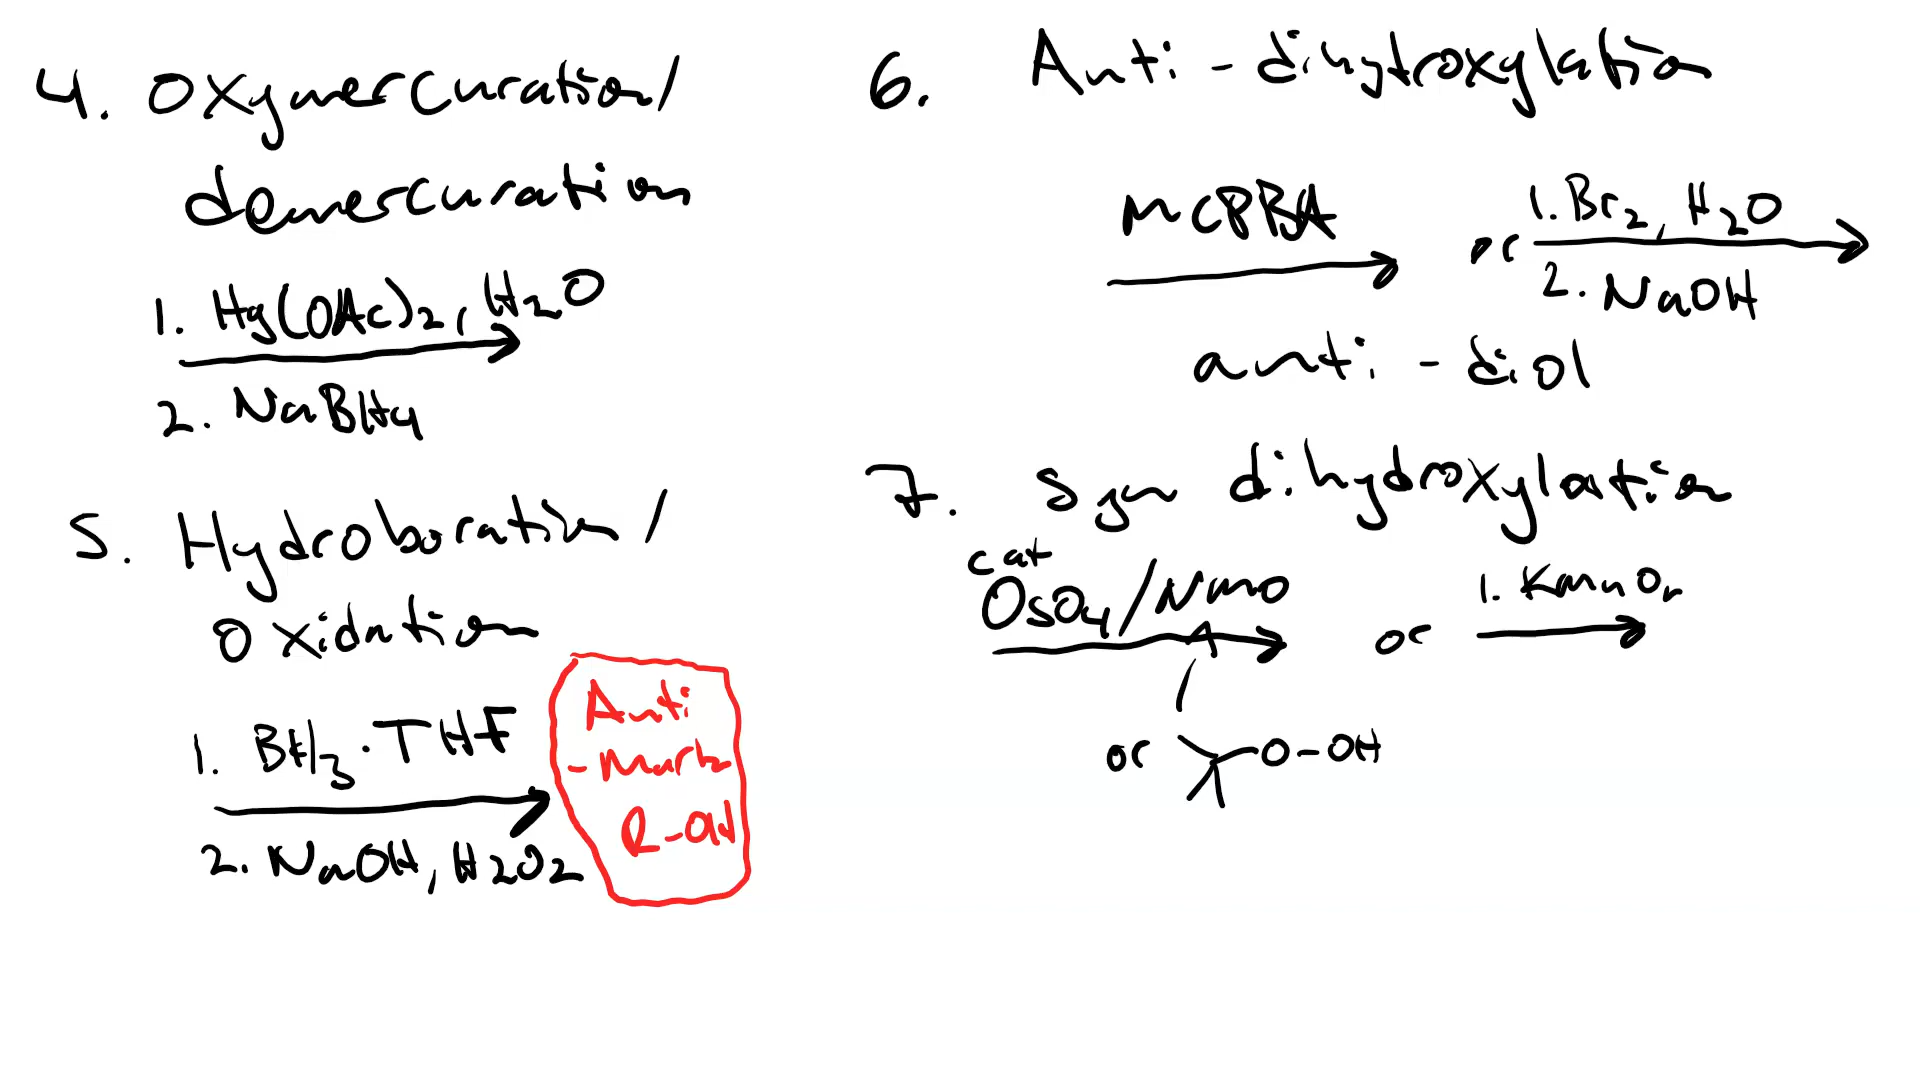 4. Oxymercuration/
demercuration
1. Hg(OAc)2, H2O
2. NaBH4
5. Hydroboration/
Oxidation
1. BH3·THF
2. NaOH, H2O2
Anti
-Mark
R-OH
6. Anti-dihydroxylation
MCPBA
or 1. Br2, H2O
2. NaOH
anti-diol
7. Syn dihydroxylation
cat
OsO4/NMO
or 1. KMnO4
or O-OH